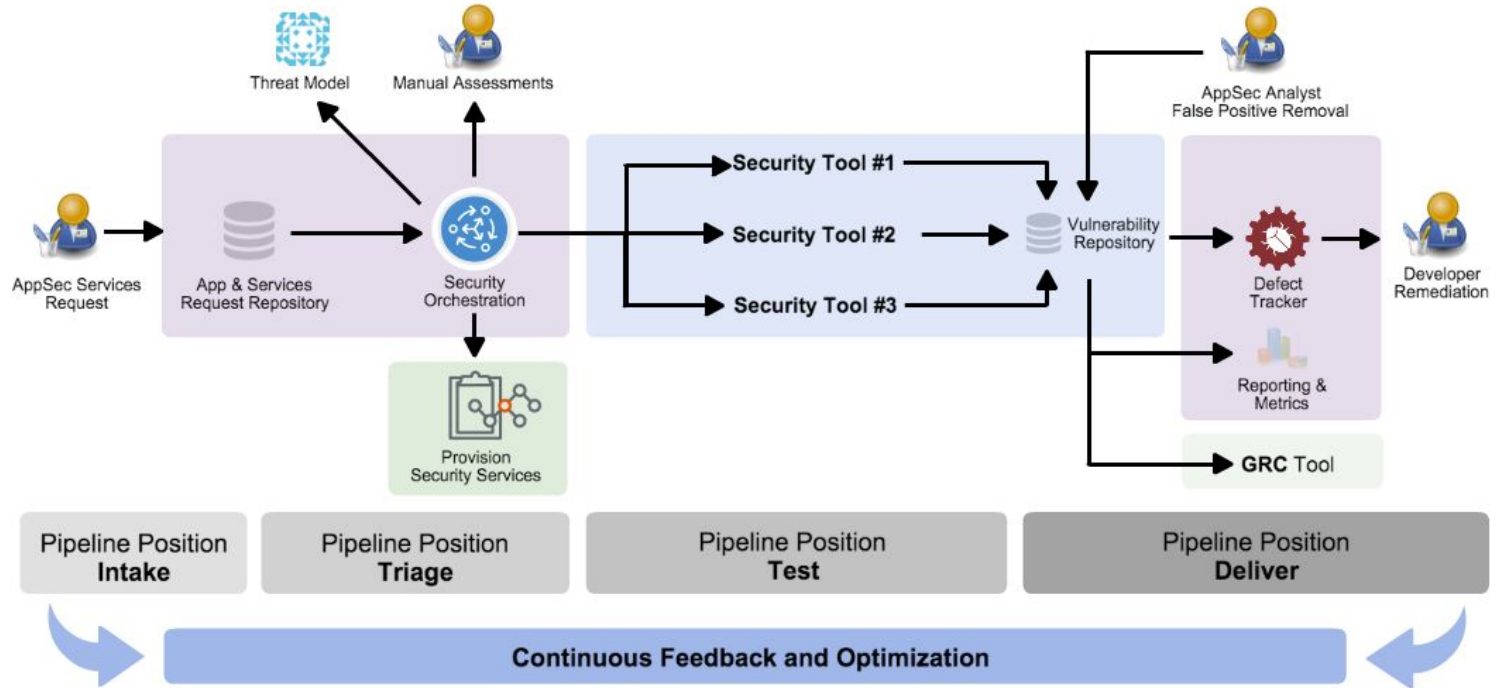 Threat Model
Manual Assessments
AppSec Analyst
False Positive Removal
AppSec Services
Request
App & Services
Request Repository
Security
Orchestration
Security Tool #1
Security Tool #2
Security Tool #3
Vulnerability
Repository
Defect
Tracker
Developer
Remediation
Reporting &
Metrics
Provision
Security Services
GRC Tool
Pipeline Position
Intake
Pipeline Position
Triage
Pipeline Position
Test
Pipeline Position
Deliver
Continuous Feedback and Optimization